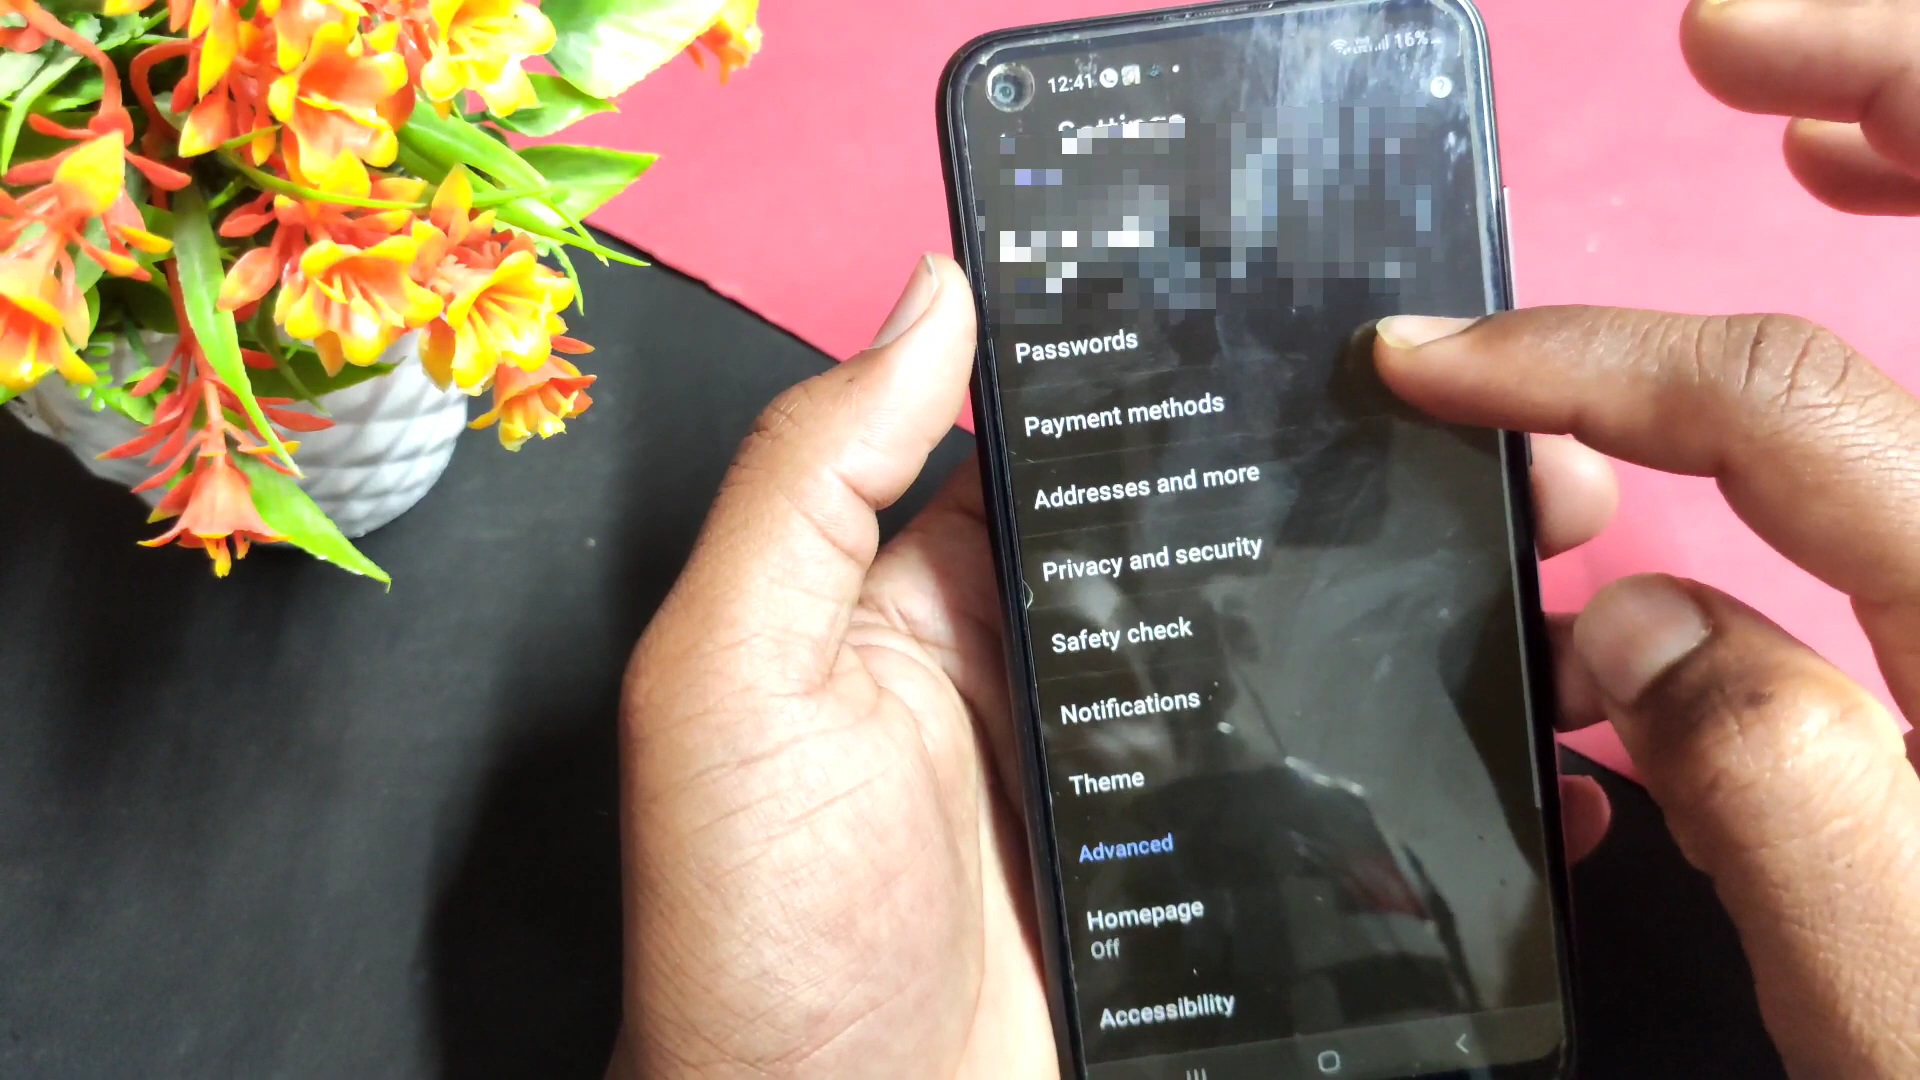 12:41
16%
Settings
Passwords
Payment methods
Addresses and more
Privacy and security
Safety check
Notifications
Theme
Advanced
Homepage
Off
Accessibility